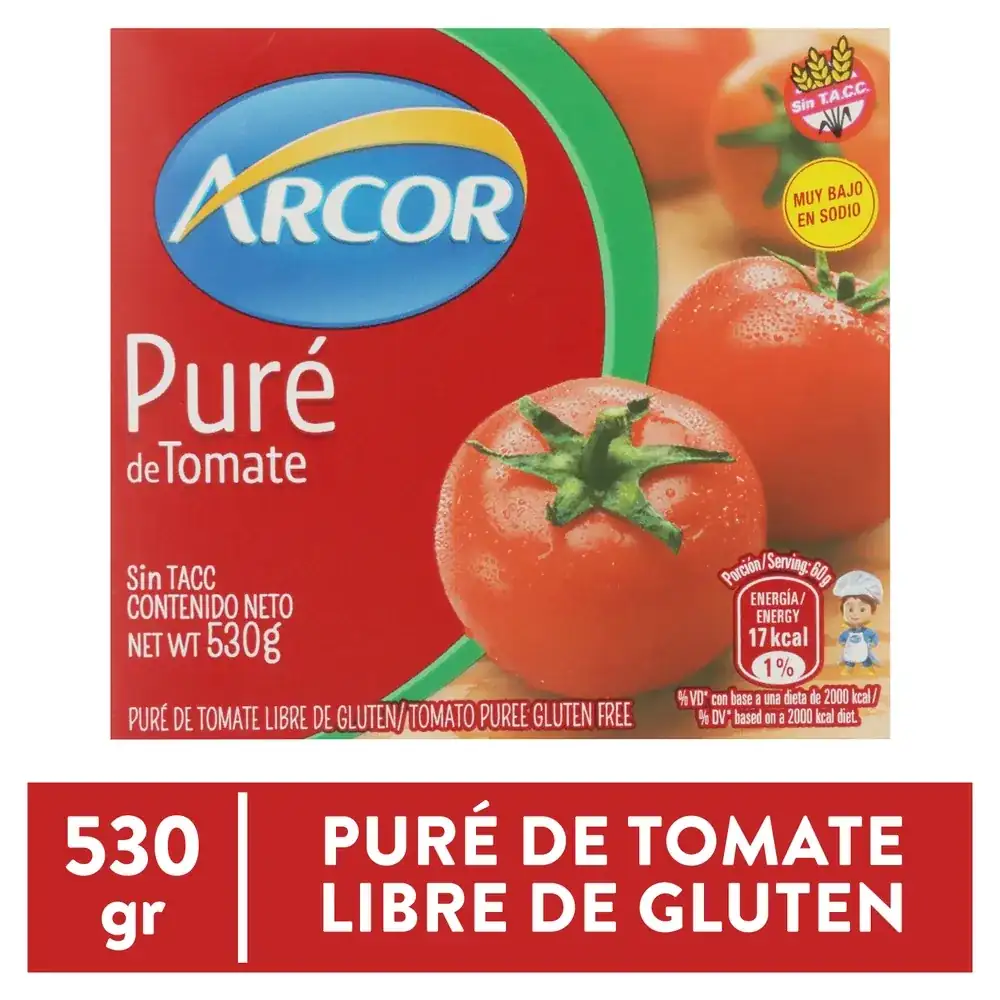 ARCOR
Sin T.A.C.C.
MUY BAJO
EN SODIO
Puré
de Tomate
Sin TACC
CONTENIDO NETO
NET WT 530g
Porción/Serving: 60g
ENERGÍA/
ENERGY
17 kcal
1%
% VD* con base a una dieta de 2000 kcal/
% DV* based on a 2000 kcal diet.
PURÉ DE TOMATE LIBRE DE GLUTEN/TOMATO PUREE GLUTEN FREE
530
gr
PURÉ DE TOMATE
LIBRE DE GLUTEN